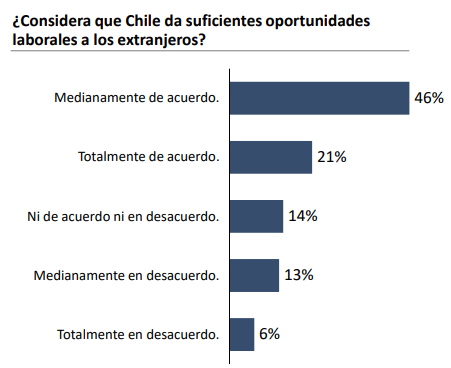 ¿Considera que Chile da suficientes oportunidades
laborales a los extranjeros?
Medianamente de acuerdo. 46%
Totalmente de acuerdo. 21%
Ni de acuerdo ni en desacuerdo. 14%
Medianamente en desacuerdo. 13%
Totalmente en desacuerdo. 6%